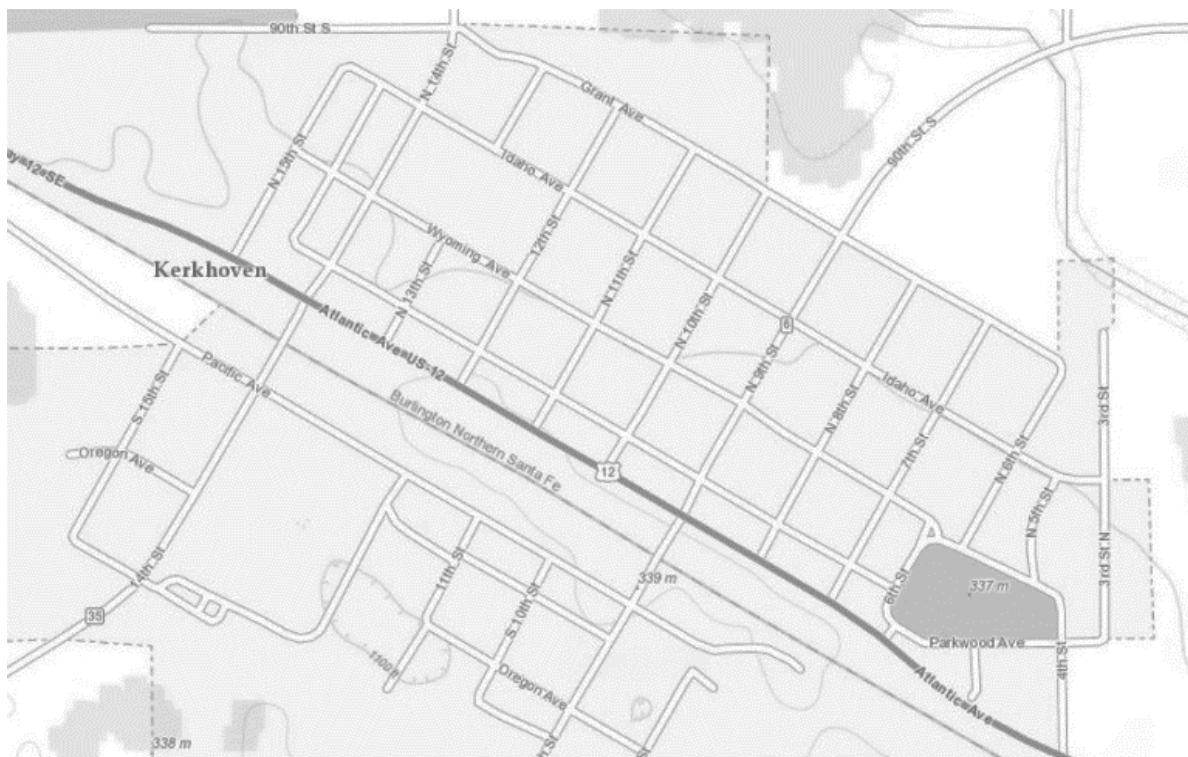 90th St S
N 14th St
Grant Ave
90th St S
N 15th St
Idaho Ave
12th St
Wyoming Ave
Kerkhoven
N 13th St
N 11th St
N 10th St
6
Atlantic Ave US-12
N 9th St
Idaho Ave
Pacific Ave
S 15th St
Burlington Northern Santa Fe
N 8th St
3rd St
7th St
N 6th St
Oregon Ave
12
N 5th St
14th St
11th St
339 m
6th St
337 m
3rd St N
S 10th St
35
Parkwood Ave
1100ft
Oregon Ave
4th St
Atlantic Ave
338 m